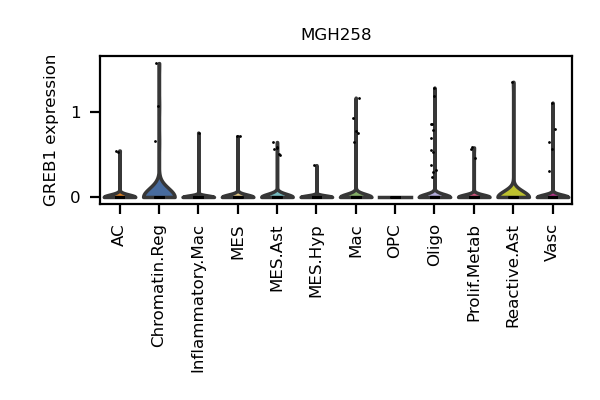 MGH258
GREB1 expression
1
0
AC
Chromatin.Reg
Inflammatory.Mac
MES
MES.Ast
MES.Hyp
Mac
OPC
Oligo
Prolif.Metab
Reactive.Ast
Vasc